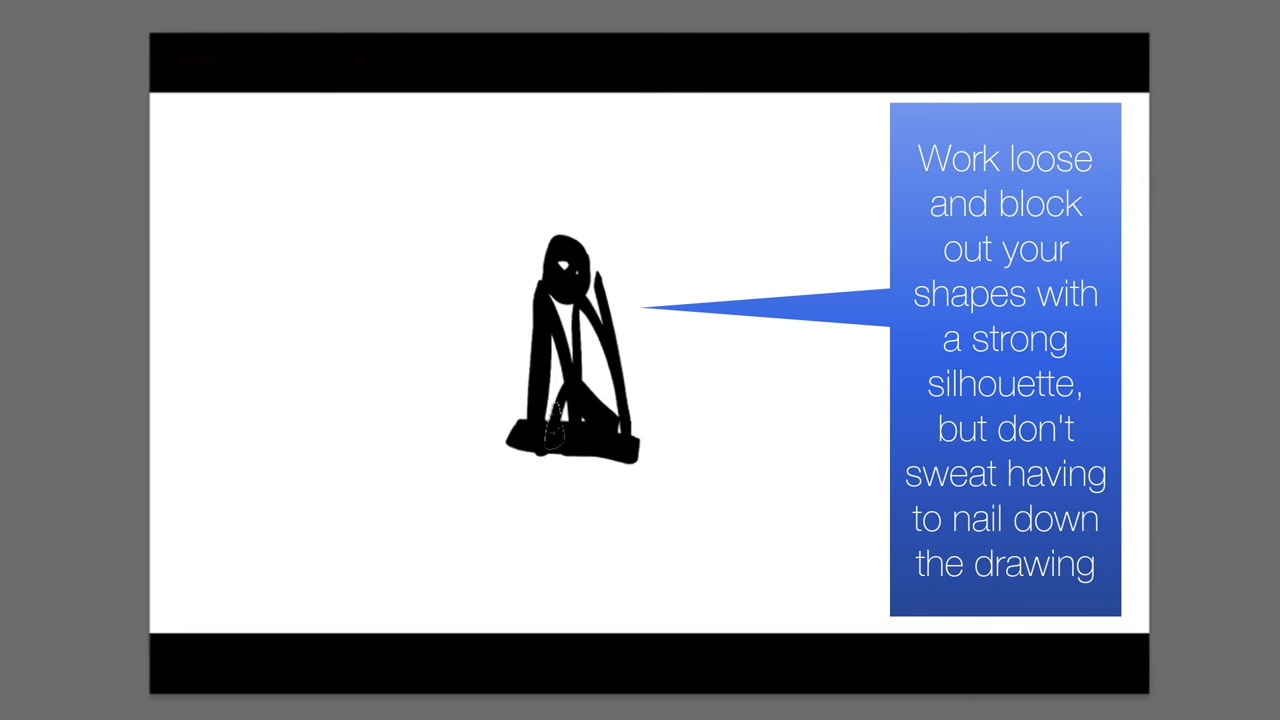 Work loose
and block
out your
shapes with
a strong
silhouette,
but don't
sweat having
to nail down
the drawing